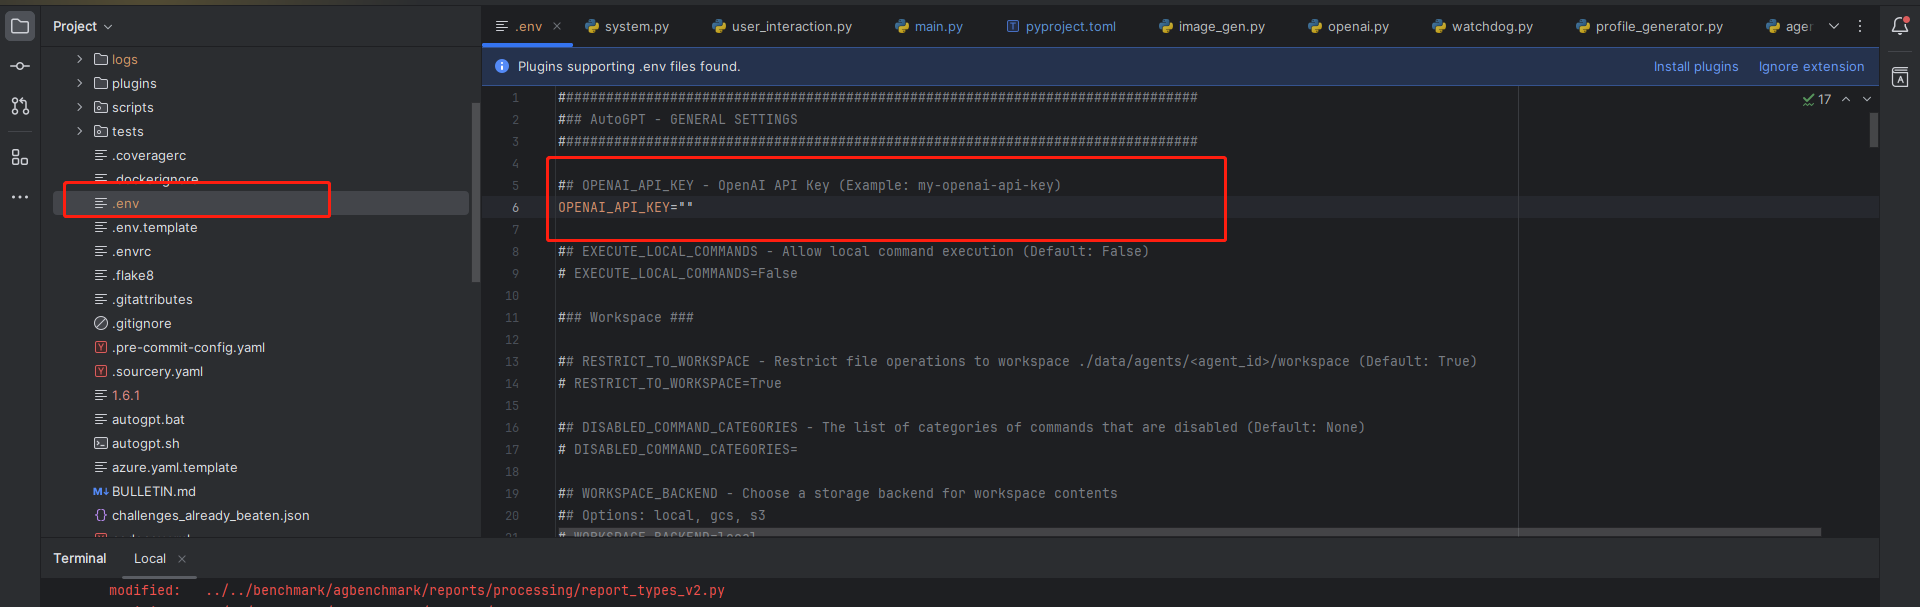 Project
.env
system.py
user_interaction.py
main.py
pyproject.toml
image_gen.py
openai.py
watchdog.py
profile_generator.py
Plugins supporting .env files found.
Install plugins
Ignore extension
logs
plugins
scripts
tests
.coveragerc
.dockerignore
.env
.env.template
.envrc
.flake8
.gitattributes
.gitignore
.pre-commit-config.yaml
.sourcery.yaml
1.6.1
autogpt.bat
autogpt.sh
azure.yaml.template
BULLETIN.md
challenges_already_beaten.json
17
1 ###############################################################################
2 ### AutoGPT - GENERAL SETTINGS
3 ###############################################################################
4
5 ## OPENAI_API_KEY - OpenAI API Key (Example: my-openai-api-key)
6 OPENAI_API_KEY=""
7
8 ## EXECUTE_LOCAL_COMMANDS - Allow local command execution (Default: False)
9 # EXECUTE_LOCAL_COMMANDS=False
10
11 ### Workspace ###
12
13 ## RESTRICT_TO_WORKSPACE - Restrict file operations to workspace ./data/agents/<agent_id>/workspace (Default: True)
14 # RESTRICT_TO_WORKSPACE=True
15
16 ## DISABLED_COMMAND_CATEGORIES - The list of categories of commands that are disabled (Default: None)
17 # DISABLED_COMMAND_CATEGORIES=
18
19 ## WORKSPACE_BACKEND - Choose a storage backend for workspace contents
20 ## Options: local, gcs, s3
21 # WORKSPACE_BACKEND=local
Terminal
Local
modified: ../../benchmark/agbenchmark/reports/processing/report_types_v2.py